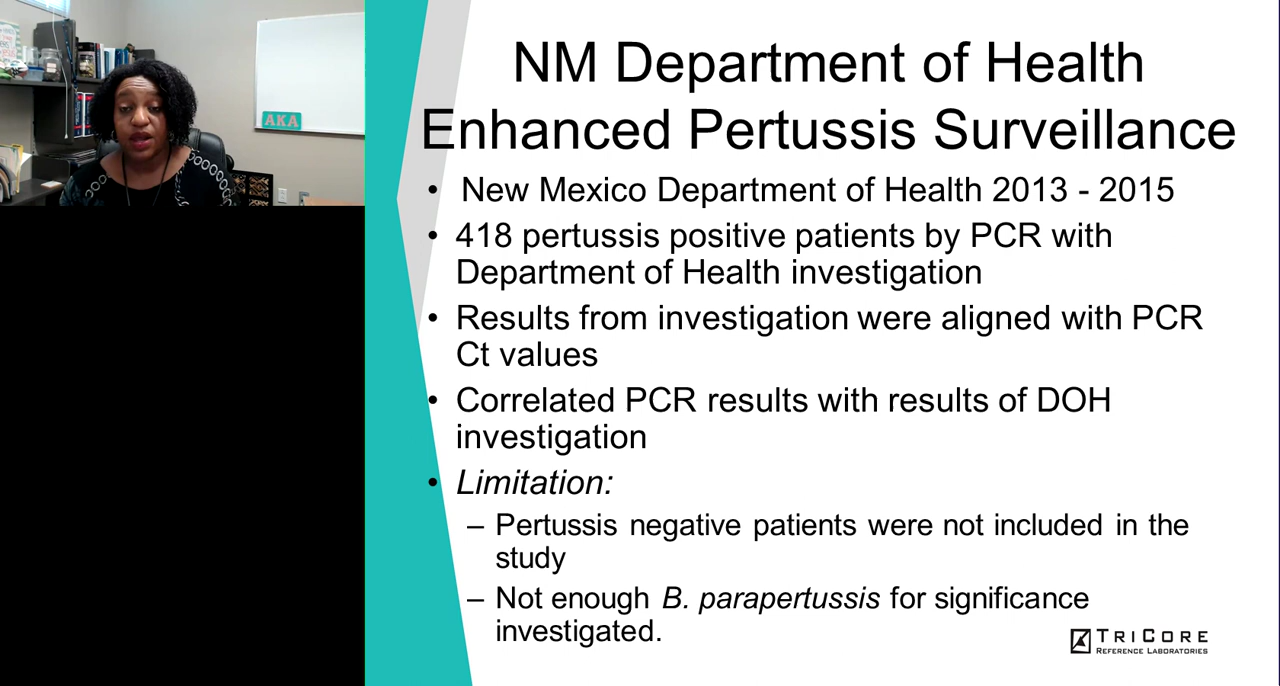 AKA
NM Department of Health
Enhanced Pertussis Surveillance
• New Mexico Department of Health 2013 - 2015
• 418 pertussis positive patients by PCR with
Department of Health investigation
• Results from investigation were aligned with PCR
Ct values
• Correlated PCR results with results of DOH
investigation
• Limitation:
– Pertussis negative patients were not included in the
study
– Not enough B. parapertussis for significance
investigated.
TRICORE
REFERENCE LABORATORIES